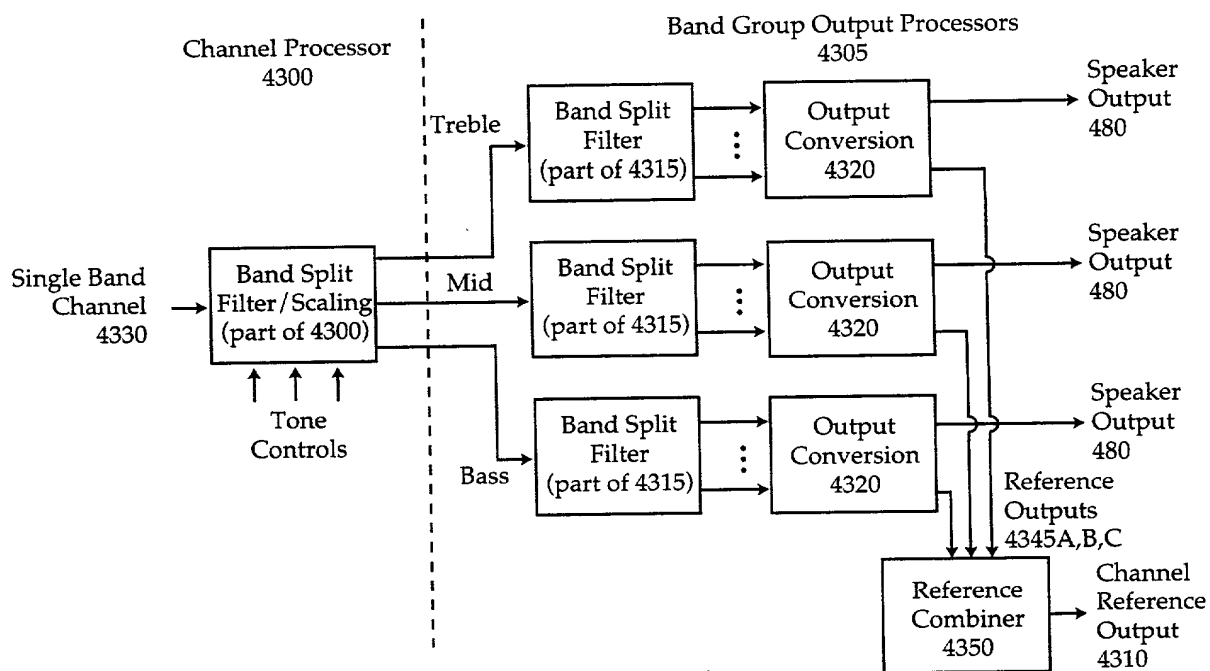 Channel Processor
4300
Band Group Output Processors
4305
Treble
Band Split
Filter
(part of 4315)
Output
Conversion
4320
Speaker
Output
480
Single Band
Channel
4330
Band Split
Filter/Scaling
(part of 4300)
Tone
Controls
Mid
Band Split
Filter
(part of 4315)
Output
Conversion
4320
Speaker
Output
480
Bass
Band Split
Filter
(part of 4315)
Output
Conversion
4320
Speaker
Output
480
Reference
Outputs
4345A,B,C
Reference
Combiner
4350
Channel
Reference
Output
4310